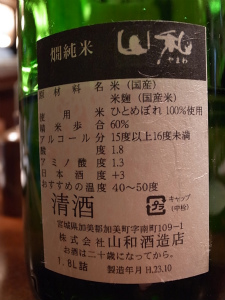 燗純米 山和
やまわ
原材料名 米（国産）
米麹（国産米）
使用米 ひとめぼれ100%使用
精米歩合 60%
アルコール分 15度以上16度未満
酸度 1.8
アミノ酸度 1.3
日本酒度 +3
おすすめの温度 40～50度
清酒
キャップ
(中栓)
宮城県加美郡加美町字南町109-1
株式会社山和酒造店
お酒は二十歳になってから。
1.8L詰 製造年月 H.23.10